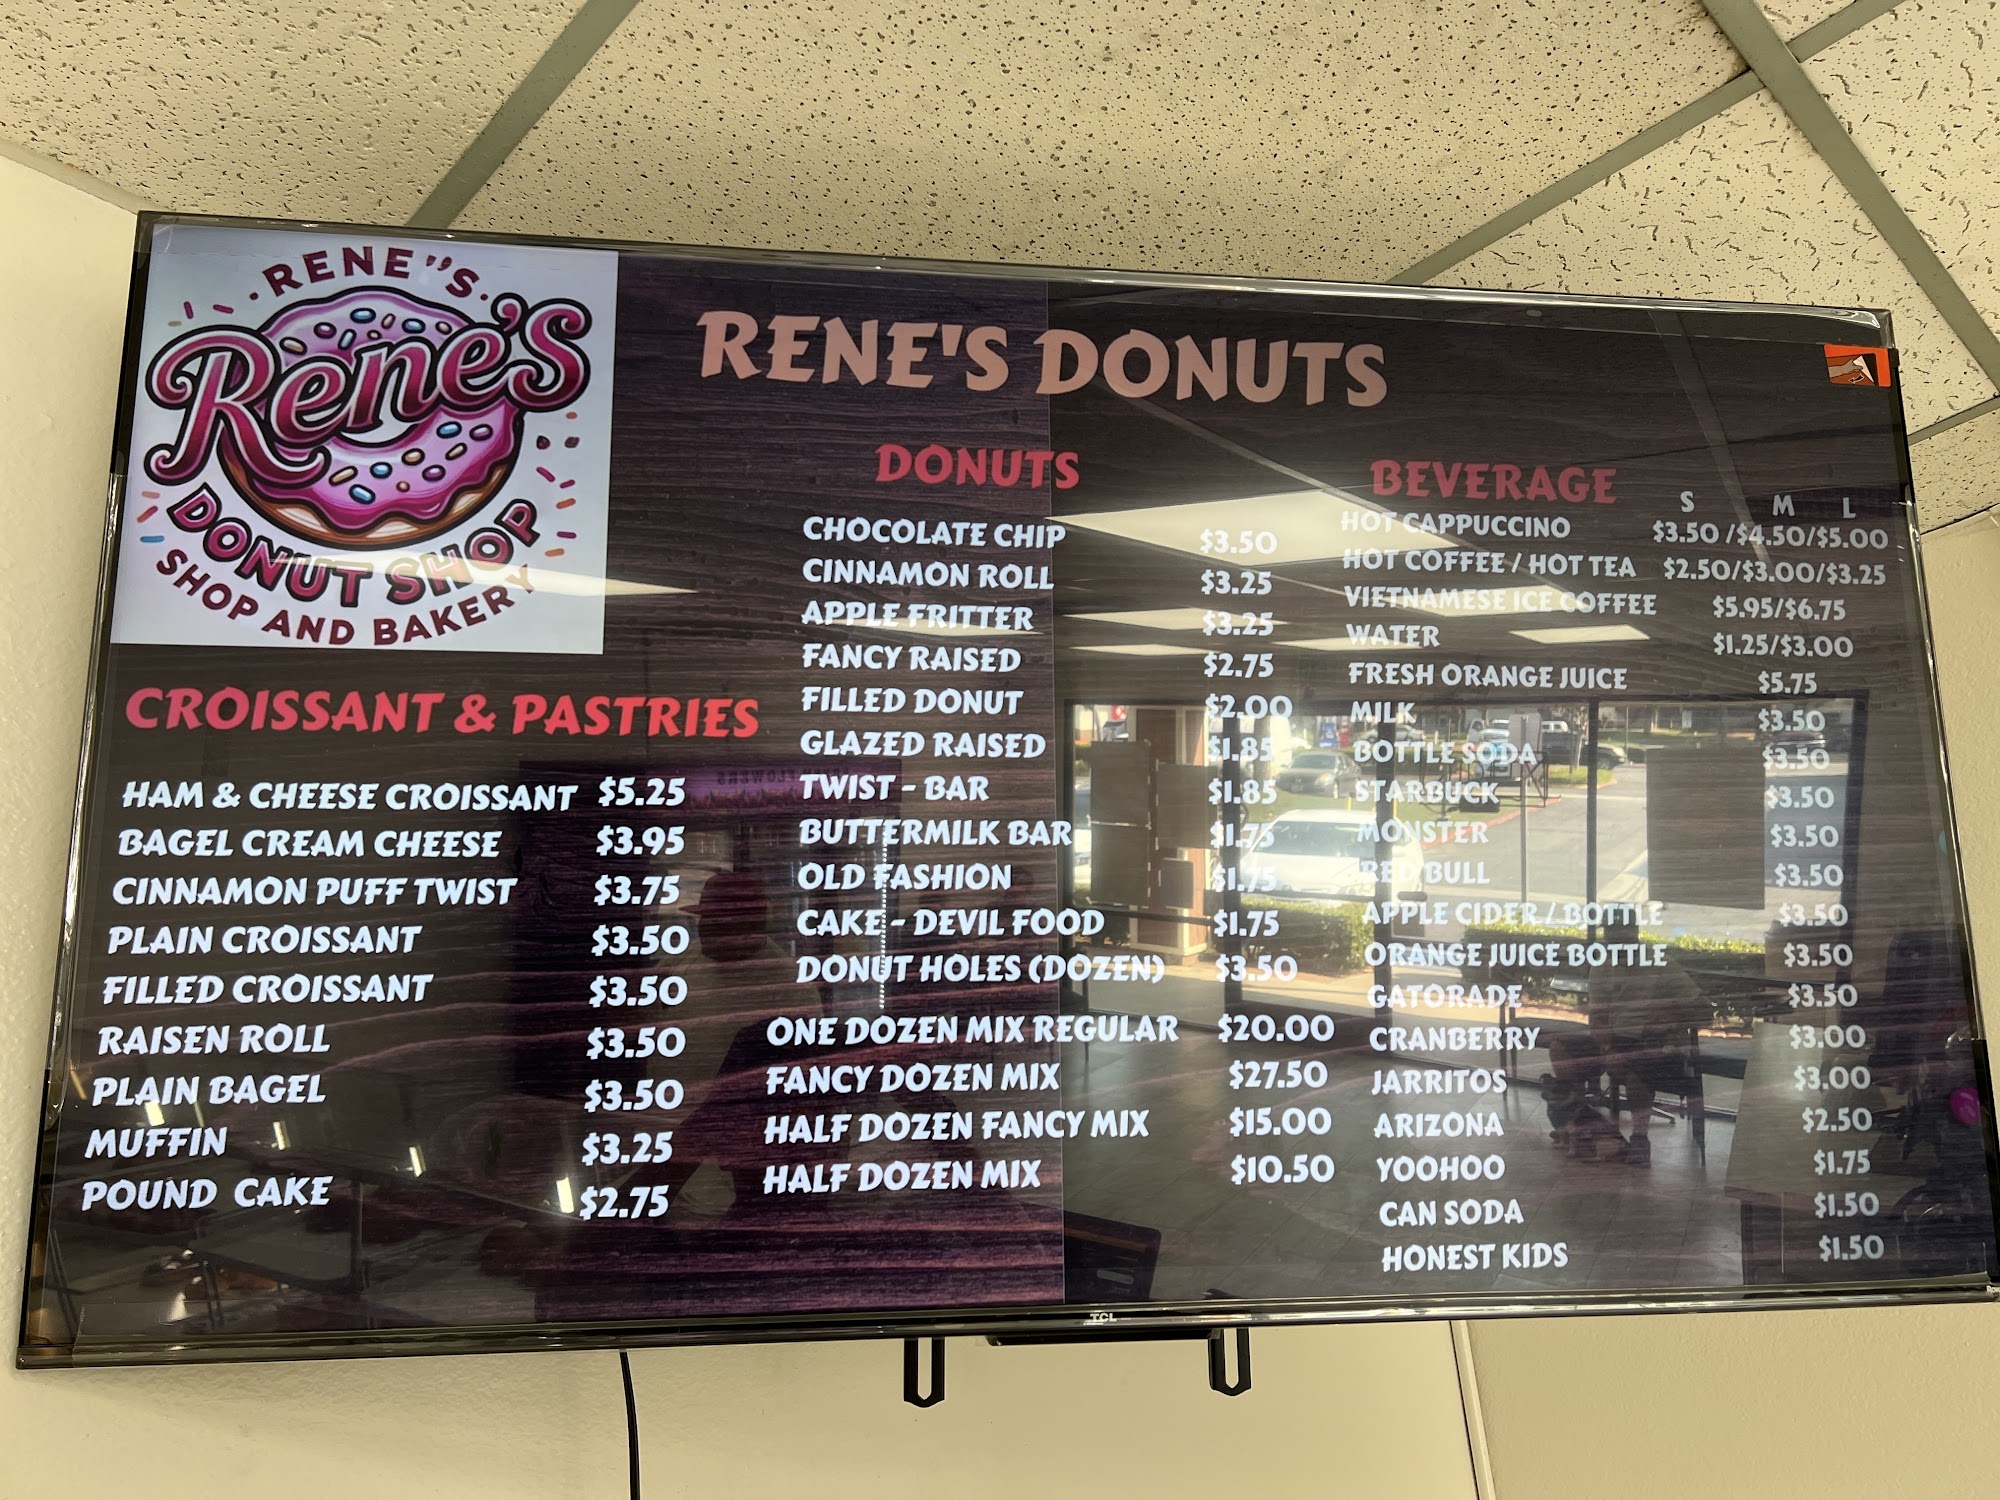 RENE"S
Rene's
DONUT SHOP
SHOP AND BAKERY
RENE'S DONUTS
CROISSANT & PASTRIES
HAM & CHEESE CROISSANT $5.25
BAGEL CREAM CHEESE $3.95
CINNAMON PUFF TWIST $3.75
PLAIN CROISSANT $3.50
FILLED CROISSANT $3.50
RAISEN ROLL $3.50
PLAIN BAGEL $3.50
MUFFIN $3.25
POUND CAKE $2.75
DONUTS
CHOCOLATE CHIP $3.50
CINNAMON ROLL $3.25
APPLE FRITTER $3.25
FANCY RAISED $2.75
FILLED DONUT $2.00
GLAZED RAISED $1.85
TWIST - BAR $1.85
BUTTERMILK BAR $1.75
OLD FASHION $1.75
CAKE - DEVIL FOOD $1.75
DONUT HOLES (DOZEN) $3.50
ONE DOZEN MIX REGULAR $20.00
FANCY DOZEN MIX $27.50
HALF DOZEN FANCY MIX $15.00
HALF DOZEN MIX $10.50
BEVERAGE S M L
HOT CAPPUCCINO $3.50 /$4.50/$5.00
HOT COFFEE / HOT TEA $2.50/$3.00/$3.25
VIETNAMESE ICE COFFEE $5.95/$6.75
WATER $1.25/$3.00
FRESH ORANGE JUICE $5.75
MILK $3.50
BOTTLE SODA $3.50
STARBUCK $3.50
MONSTER $3.50
RED BULL $3.50
APPLE CIDER / BOTTLE $3.50
ORANGE JUICE BOTTLE $3.50
GATORADE $3.50
CRANBERRY $3.00
JARRITOS $3.00
ARIZONA $2.50
YOOHOO $1.75
CAN SODA $1.50
HONEST KIDS $1.50
TCL